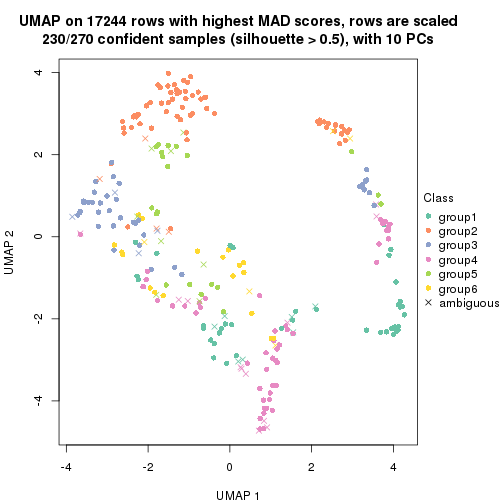 UMAP on 17244 rows with highest MAD scores, rows are scaled
230/270 confident samples (silhouette > 0.5), with 10 PCs
4
2
0
-2
-4
UMAP 2
-4
-2
0
2
4
UMAP 1
Class
group1
group2
group3
group4
group5
group6
ambiguous